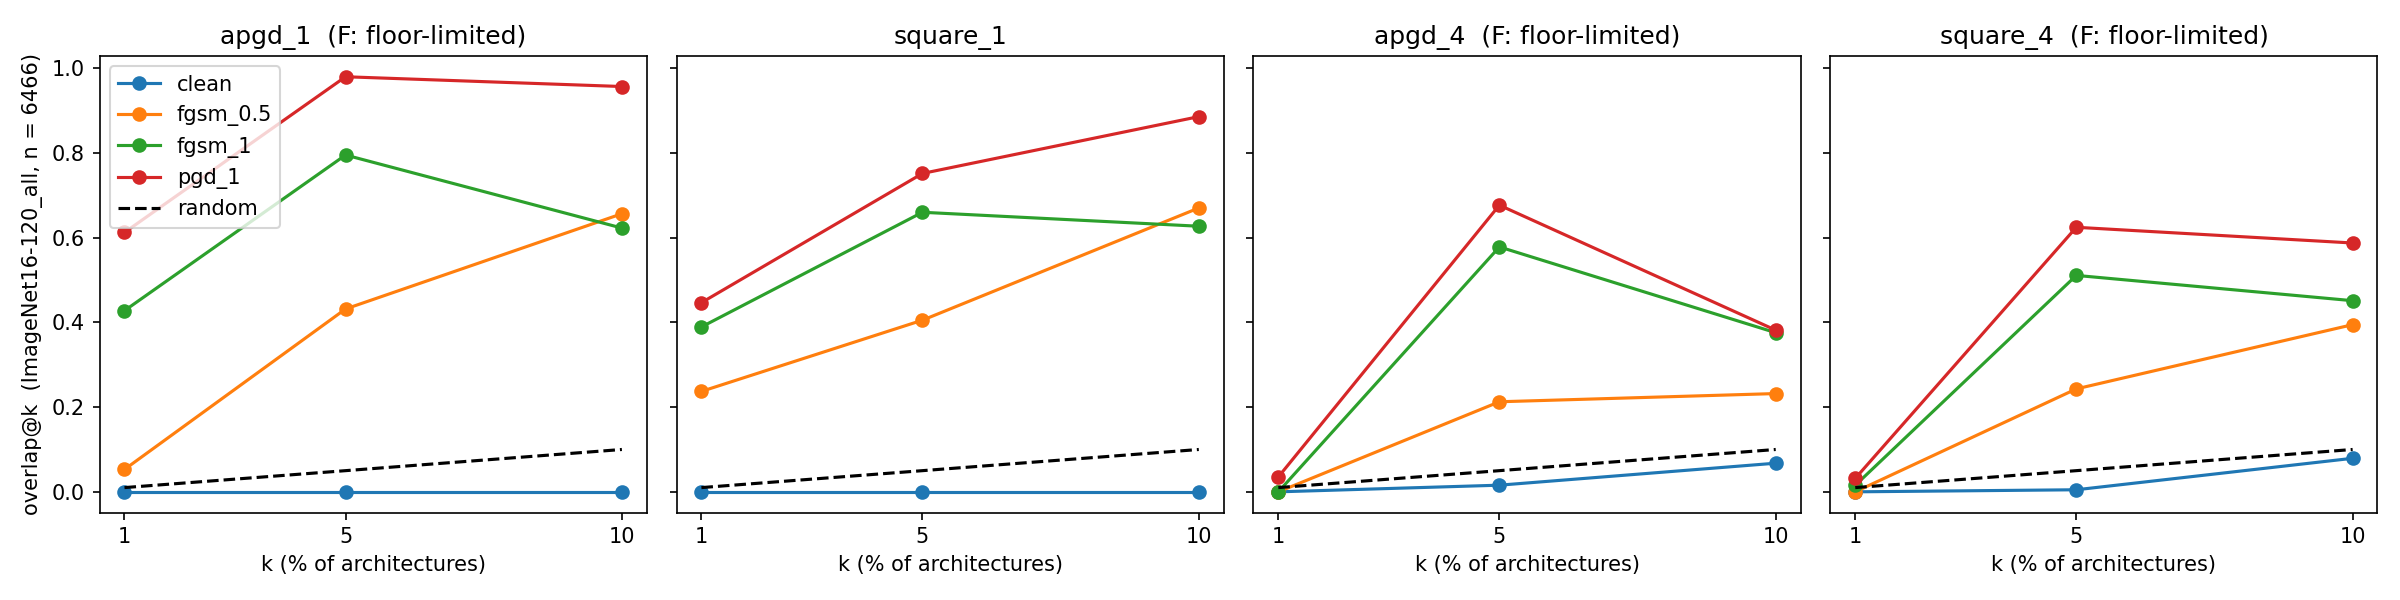 apgd_1  (F: floor-limited)
square_1
apgd_4  (F: floor-limited)
square_4  (F: floor-limited)
overlap@k  (ImageNet16-120_all, n = 6466)
1.0
0.8
0.6
0.4
0.2
0.0
clean
fgsm_0.5
fgsm_1
pgd_1
random
1 5 10
1 5 10
1 5 10
1 5 10
k (% of architectures)
k (% of architectures)
k (% of architectures)
k (% of architectures)